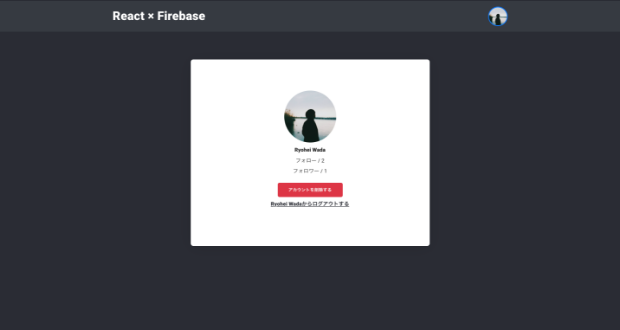 React × Firebase
Ryohei Wada
フォロー / 2
フォロワー / 1
アカウントを削除する
Ryohei Wadaからログアウトする